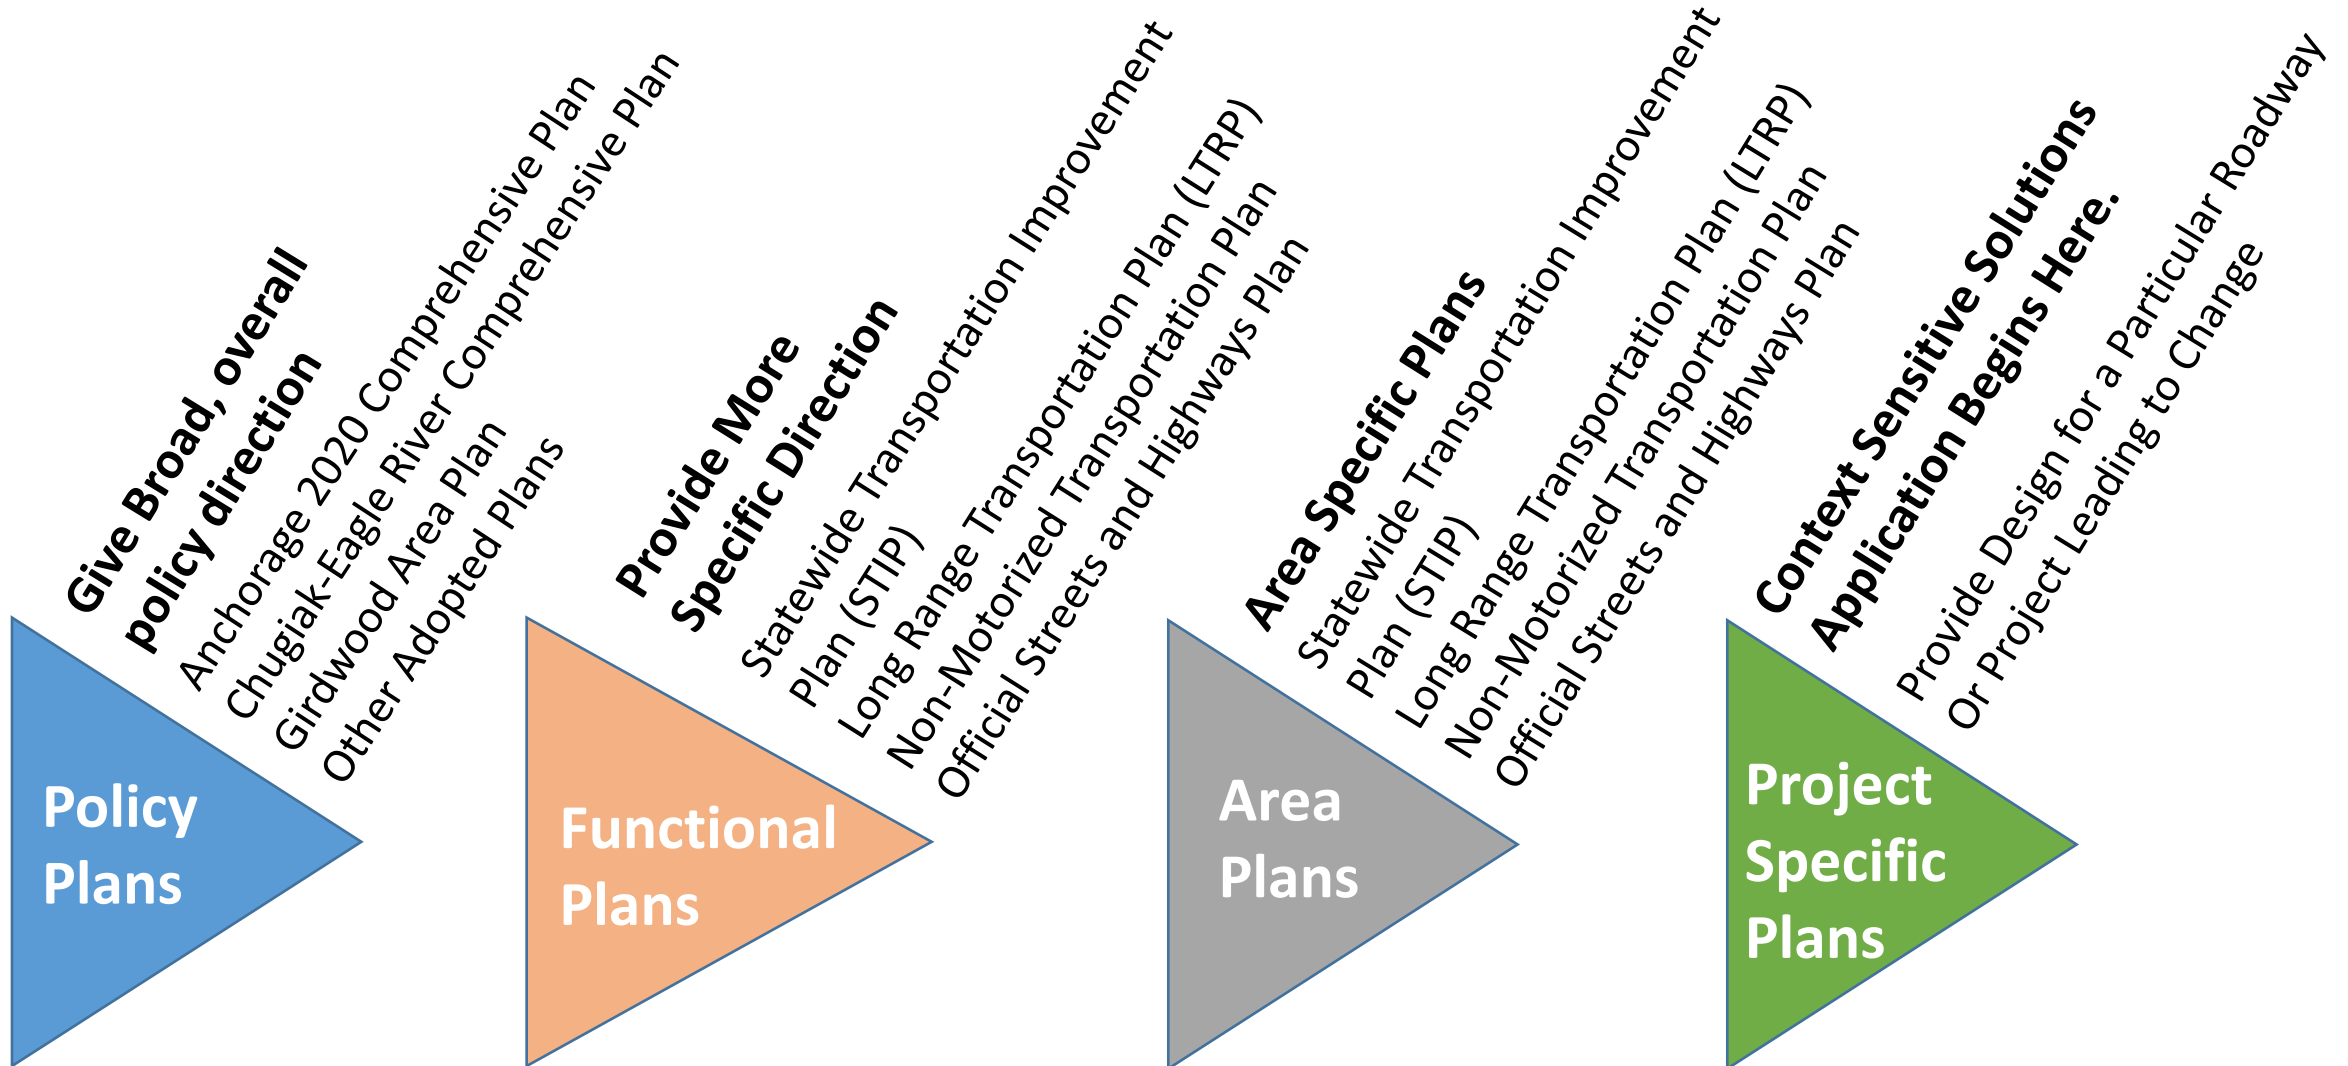 Give Broad, overall
policy direction
Anchorage 2020 Comprehensive Plan
Chugiak-Eagle River Comprehensive Plan
Girdwood Area Plan
Other Adopted Plans
Policy
Plans
Provide More
Specific Direction
Statewide Transportation Improvement
Plan (STIP)
Long Range Transportation Plan (LTRP)
Non-Motorized Transportation Plan
Official Streets and Highways Plan
Functional
Plans
Area Specific Plans
Statewide Transportation Improvement
Plan (STIP)
Long Range Transportation Plan (LTRP)
Non-Motorized Transportation Plan
Official Streets and Highways Plan
Area
Plans
Context Sensitive Solutions
Application Begins Here.
Provide Design for a Particular Roadway
Or Project Leading to Change
Project
Specific
Plans